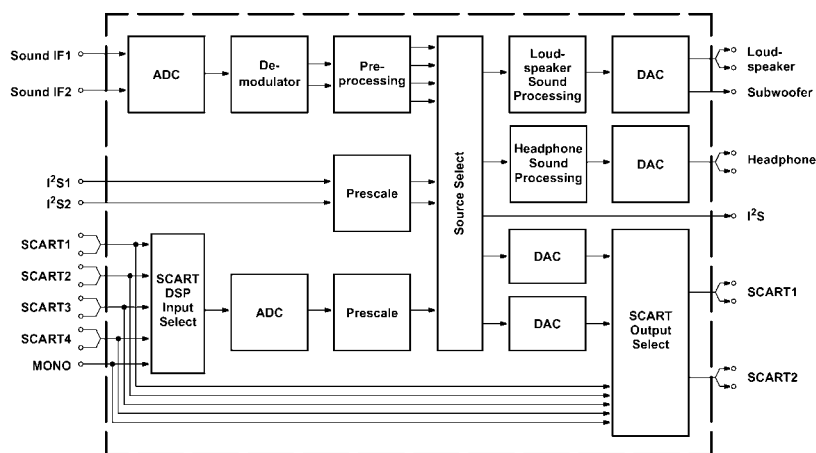 Sound IF1
Sound IF2
ADC
De-
modulator
Pre-
processing
Loud-
speaker
Sound
Processing
DAC
Loud-
speaker
Subwoofer
Headphone
Sound
Processing
DAC
Headphone
I²S1
I²S2
Prescale
Source Select
I²S
SCART1
SCART2
SCART3
SCART4
MONO
SCART
DSP
Input
Select
ADC
Prescale
DAC
DAC
SCART
Output
Select
SCART1
SCART2